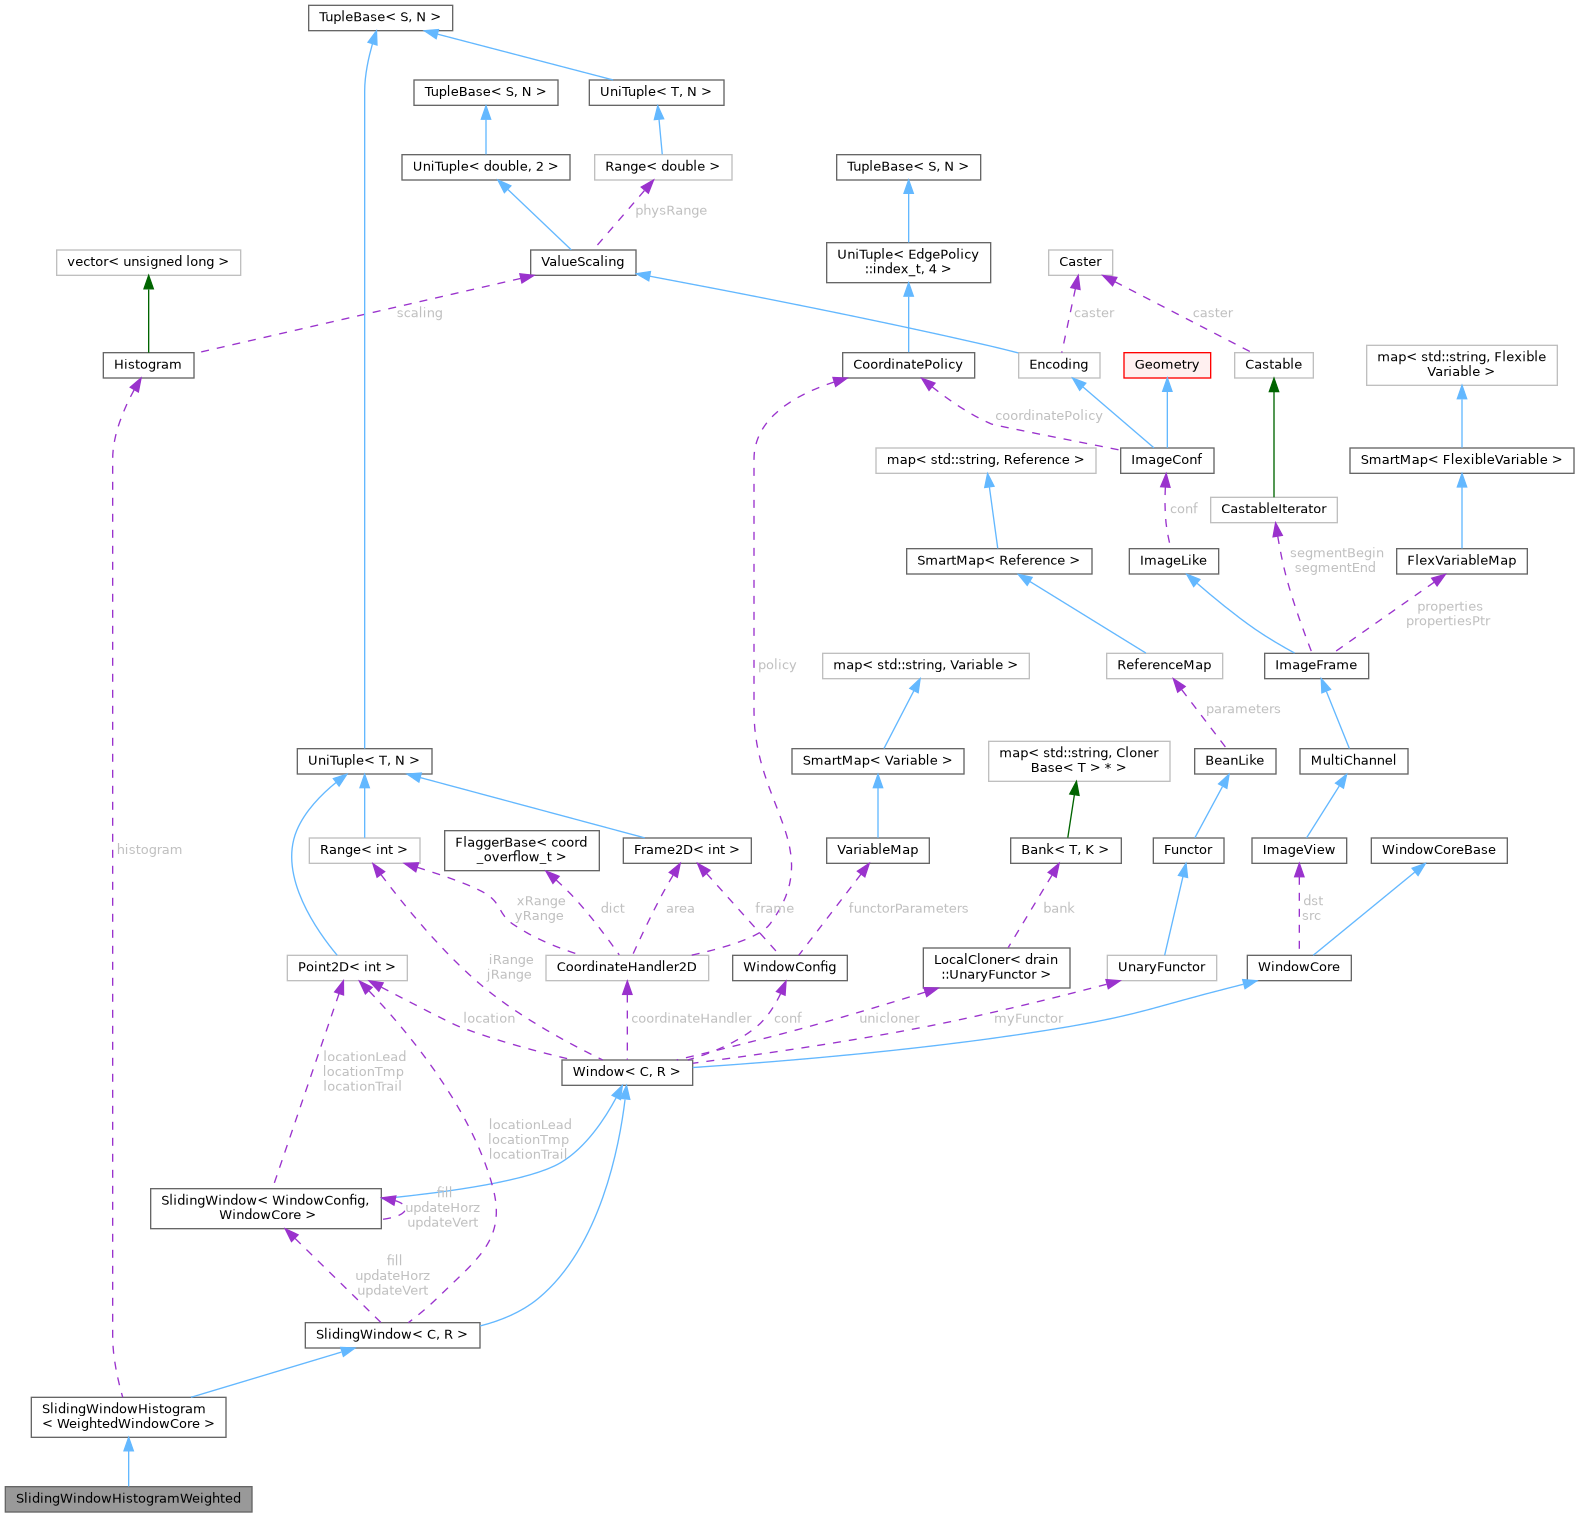 TupleBase< S, N >
TupleBase< S, N >
UniTuple< T, N >
UniTuple< double, 2 >
Range< double >
TupleBase< S, N >
physRange
vector< unsigned long >
ValueScaling
UniTuple< EdgePolicy
::index_t, 4 >
Caster
scaling
caster
caster
Histogram
CoordinatePolicy
Encoding
Geometry
Castable
map< std::string, Flexible
Variable >
coordinatePolicy
map< std::string, Reference >
ImageConf
SmartMap< FlexibleVariable >
conf
CastableIterator
segmentBegin
segmentEnd
SmartMap< Reference >
ImageLike
FlexVariableMap
properties
propertiesPtr
policy
map< std::string, Variable >
ReferenceMap
ImageFrame
parameters
UniTuple< T, N >
SmartMap< Variable >
map< std::string, Cloner
Base< T > * >
BeanLike
MultiChannel
histogram
Range< int >
FlaggerBase< coord
_overflow_t >
Frame2D< int >
VariableMap
Bank< T, K >
Functor
ImageView
WindowCoreBase
xRange
yRange
dict
area
frame
functorParameters
bank
dst
src
iRange
jRange
Point2D< int >
CoordinateHandler2D
WindowConfig
LocalCloner< drain
::UnaryFunctor >
UnaryFunctor
WindowCore
location
coordinateHandler
conf
unicloner
myFunctor
locationLead
locationTmp
locationTrail
Window< C, R >
locationLead
locationTmp
locationTrail
SlidingWindow< WindowConfig,
WindowCore >
fill
updateHorz
updateVert
fill
updateHorz
updateVert
SlidingWindow< C, R >
SlidingWindowHistogram
< WeightedWindowCore >
SlidingWindowHistogramWeighted